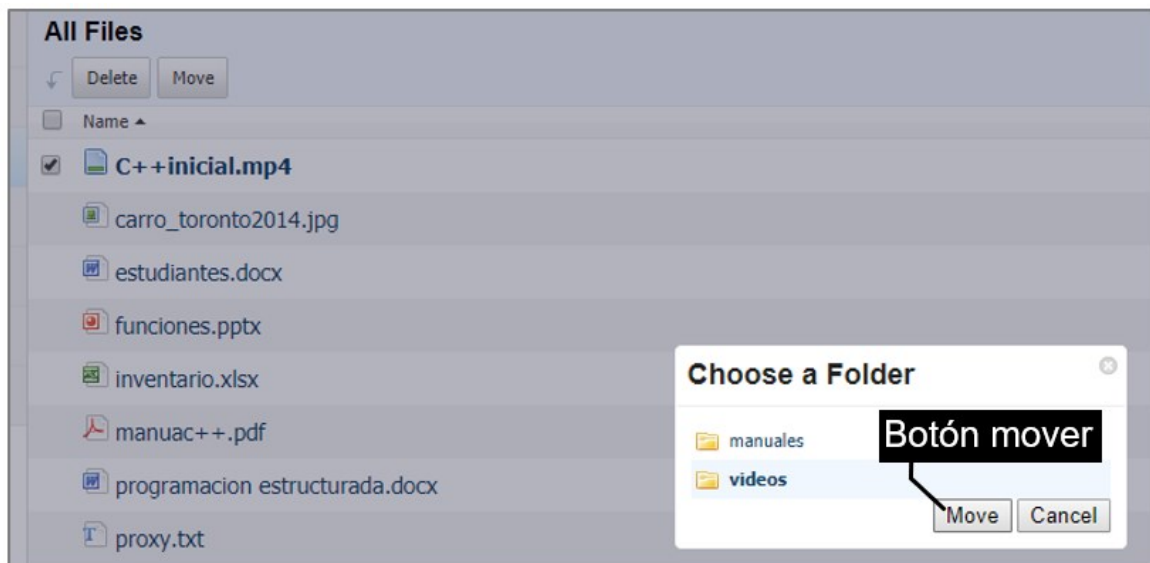 All Files
Delete Move
Name
C++inicial.mp4
carro_toronto2014.jpg
estudiantes.docx
funciones.pptx
inventario.xlsx
manuac++.pdf
programacion estructurada.docx
proxy.txt
Choose a Folder
manuales
Botón mover
videos
Move Cancel